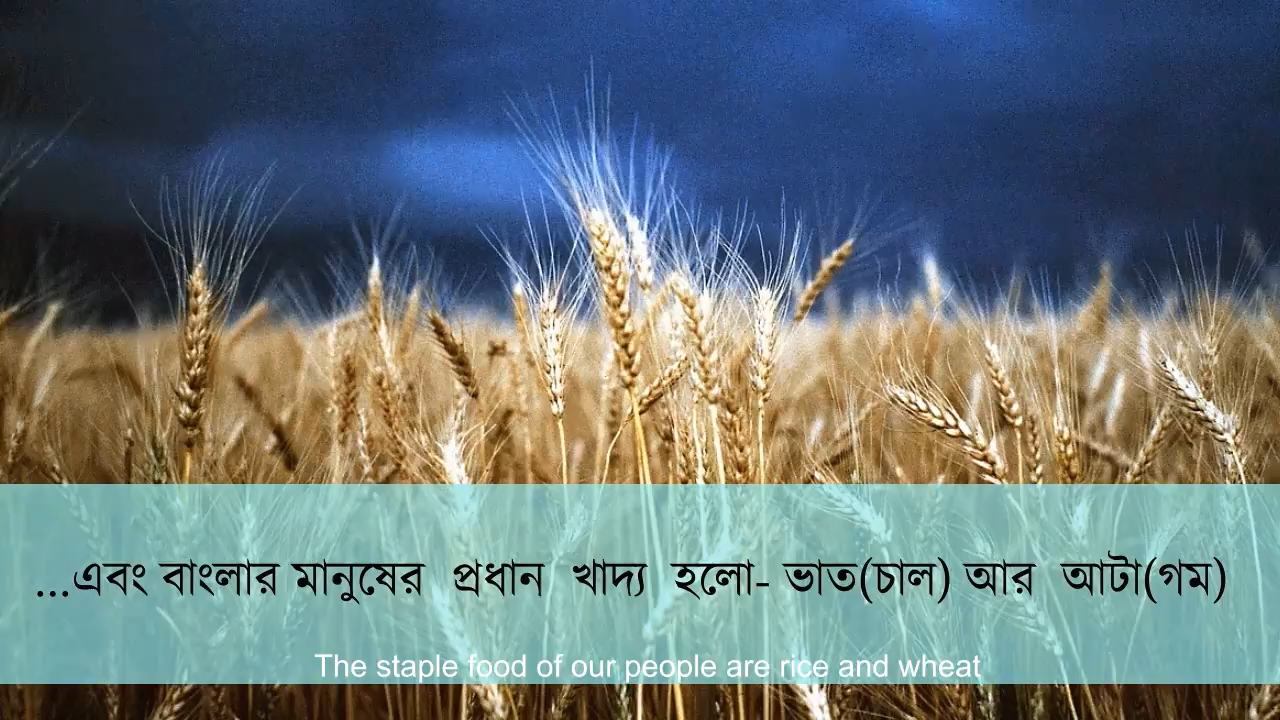 ...এবং বাংলার মানুষের প্রধান খাদ্য হলো- ভাত(চাল) আর আটা(গম)
The staple food of our people are rice and wheat